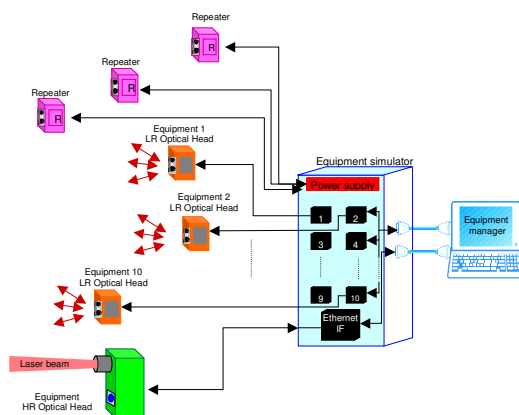 Repeater
R
Repeater
R
Repeater
R
Equipment 1
LR Optical Head
Equipment simulator
Power supply
Equipment 2
LR Optical Head
1
2
3
4
Equipment
manager
Equipment 10
LR Optical Head
9
10
Ethernet
IF
Laser beam
Equipment
HR Optical Head